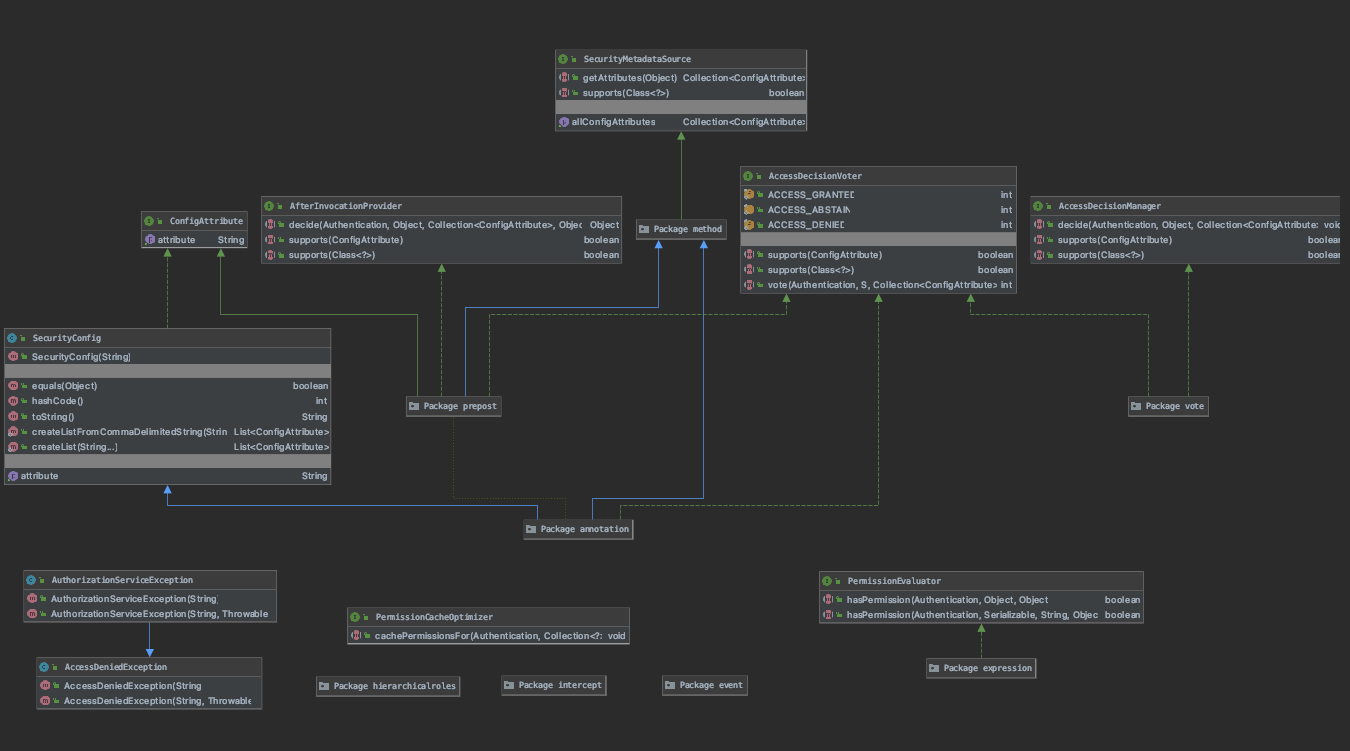 SecurityMetadataSource
getAttributes(Object) Collection<ConfigAttribute>
supports(Class<?>) boolean
allConfigAttributes Collection<ConfigAttribute>
ConfigAttribute
attribute String
AfterInvocationProvider
decide(Authentication, Object, Collection<ConfigAttribute>, Objec Object
supports(ConfigAttribute) boolean
supports(Class<?>) boolean
Package method
AccessDecisionVoter
ACCESS_GRANTED int
ACCESS_ABSTAIN int
ACCESS_DENIED int
supports(ConfigAttribute) boolean
supports(Class<?>) boolean
vote(Authentication, S, Collection<ConfigAttribute> int
AccessDecisionManager
decide(Authentication, Object, Collection<ConfigAttribute: void
supports(ConfigAttribute) boolea
supports(Class<?>) boolea
SecurityConfig
SecurityConfig(String)
equals(Object) boolean
hashCode() int
toString() String
createListFromCommaDelimitedString(Strin List<ConfigAttribute>
createList(String...) List<ConfigAttribute>
attribute String
Package prepost
Package vote
Package annotation
AuthorizationServiceException
AuthorizationServiceException(String)
AuthorizationServiceException(String, Throwable
AccessDeniedException
AccessDeniedException(String
AccessDeniedException(String, Throwable
PermissionCacheOptimizer
cachePermissionsFor(Authentication, Collection<?: void
Package hierarchicalroles
Package intercept
Package event
PermissionEvaluator
hasPermission(Authentication, Object, Object boolean
hasPermission(Authentication, Serializable, String, Objec boolean
Package expression